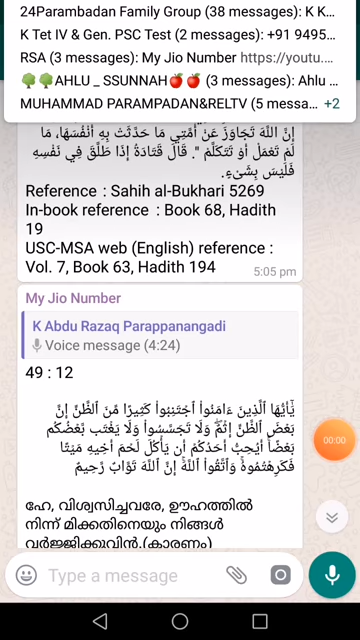 24Parambadan Family Group (38 messages): K K...
K Tet IV & Gen. PSC Test (2 messages): +91 9495...
RSA (3 messages): My Jio Number https://youtu....
🌳🌳AHLU _ SSUNNAH🍎🍎 (3 messages): Ahlu ...
MUHAMMAD PARAMPADAN&RELTV (5 messa... +2
إِنَّ اللَّهَ تَجَاوَزَ عَنْ أُمَّتِي مَا حَدَّثَتْ بِهِ أَنْفُسَهَا، مَا
لَمْ تَعْمَلْ أَوْ تَتَكَلَّمْ ‏"‏‏.‏ قَالَ قَتَادَةُ إِذَا طَلَّقَ فِي نَفْسِهِ
فَلَيْسَ بِشَىْءٍ‏.‏
Reference : Sahih al-Bukhari 5269
In-book reference : Book 68, Hadith
19
USC-MSA web (English) reference :
Vol. 7, Book 63, Hadith 194
5:05 pm
My Jio Number
K Abdu Razaq Parappanangadi
Voice message (4:24)
49 : 12
يَٰٓأَيُّهَا ٱلَّذِينَ ءَامَنُوا۟ ٱجْتَنِبُوا۟ كَثِيرًا مِّنَ ٱلظَّنِّ إِنَّ
بَعْضَ ٱلظَّنِّ إِثْمٌ ۖ وَلَا تَجَسَّسُوا۟ وَلَا يَغْتَب بَّعْضُكُم
بَعْضًا ۚ أَيُحِبُّ أَحَدُكُمْ أَن يَأْكُلَ لَحْمَ أَخِيهِ مَيْتًا
فَكَرِهْتُمُوهُ ۚ وَٱتَّقُوا۟ ٱللَّهَ ۚ إِنَّ ٱللَّهَ تَوَّابٌ رَّحِيمٌ
00:00
ഹേ, വിശ്വസിച്ചവരേ, ഊഹത്തിൽ
നിന്ന് മിക്കതിനെയും നിങ്ങൾ
വർജ്ജിക്കുവിൻ.(കാരണം)
Type a message